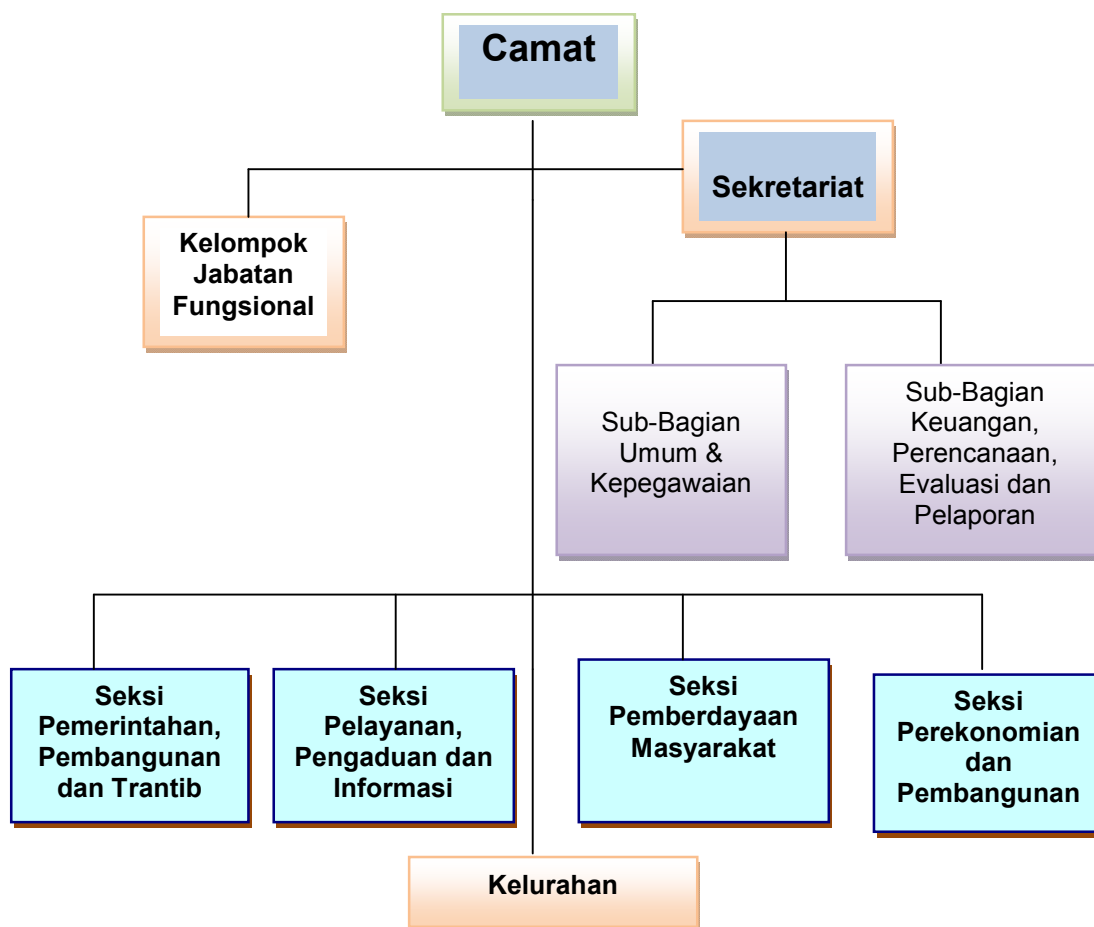 Camat
Sekretariat
Kelompok
Jabatan
Fungsional
Sub-Bagian
Umum &
Kepegawaian
Sub-Bagian
Keuangan,
Perencanaan,
Evaluasi dan
Pelaporan
Seksi
Pemerintahan,
Pembangunan
dan Trantib
Seksi
Pelayanan,
Pengaduan dan
Informasi
Seksi
Pemberdayaan
Masyarakat
Seksi
Perekonomian
dan
Pembangunan
Kelurahan